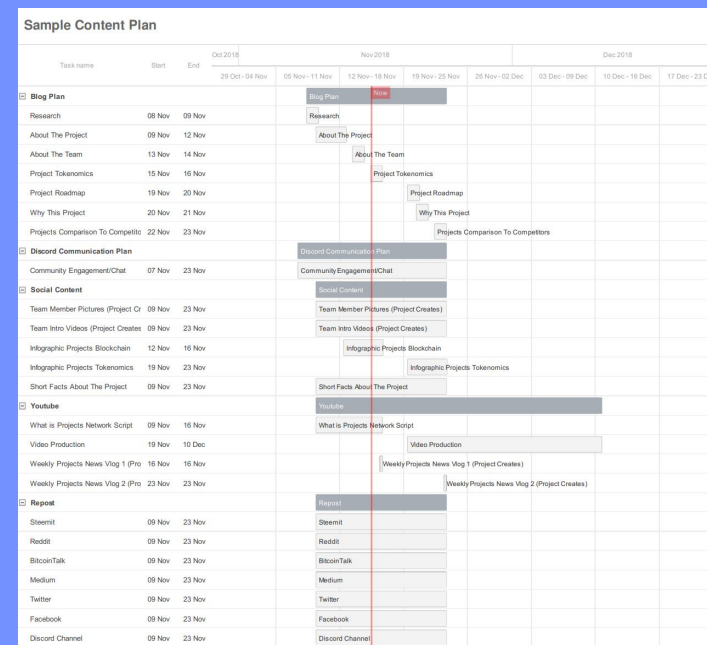 Sample Content Plan
Task name Start End Oct 2018 Nov 2018 Dec 2018
29 Oct - 04 Nov 05 Nov - 11 Nov 12 Nov - 18 Nov 19 Nov - 25 Nov 26 Nov - 02 Dec 03 Dec - 09 Dec 10 Dec - 16 Dec 17 Dec - 23 D
Blog Plan Blog Plan Now
Research 08 Nov 09 Nov Research
About The Project 09 Nov 12 Nov About The Project
About The Team 13 Nov 14 Nov About The Team
Project Tokenomics 15 Nov 16 Nov Project Tokenomics
Project Roadmap 19 Nov 20 Nov Project Roadmap
Why This Project 20 Nov 21 Nov Why This Project
Projects Comparison To Competitc 22 Nov 23 Nov Projects Comparison To Competitors
Discord Communication Plan Discord Communication Plan
Community Engagement/Chat 07 Nov 23 Nov Community Engagement/Chat
Social Content Social Content
Team Member Pictures (Project Cr 09 Nov 23 Nov Team Member Pictures (Project Creates)
Team Intro Videos (Project Creates 09 Nov 23 Nov Team Intro Videos (Project Creates)
Infographic Projects Blockchain 12 Nov 16 Nov Infographic Projects Blockchain
Infographic Projects Tokenomics 19 Nov 23 Nov Infographic Projects Tokenomics
Short Facts About The Project 09 Nov 23 Nov Short Facts About The Project
Youtube Youtube
What is Projects Network Script 09 Nov 16 Nov What is Projects Network Script
Video Production 19 Nov 10 Dec Video Production
Weekly Projects News Vlog 1 (Pro 16 Nov 16 Nov Weekly Projects News Vlog 1 (Project Creates)
Weekly Projects News Vlog 2 (Pro 23 Nov 23 Nov Weekly Projects News Vlog 2 (Project Creates)
Repost Repost
Steemit 09 Nov 23 Nov Steemit
Reddit 09 Nov 23 Nov Reddit
BitcoinTalk 09 Nov 23 Nov BitcoinTalk
Medium 09 Nov 23 Nov Medium
Twitter 09 Nov 23 Nov Twitter
Facebook 09 Nov 23 Nov Facebook
Discord Channel 09 Nov 23 Nov Discord Channel